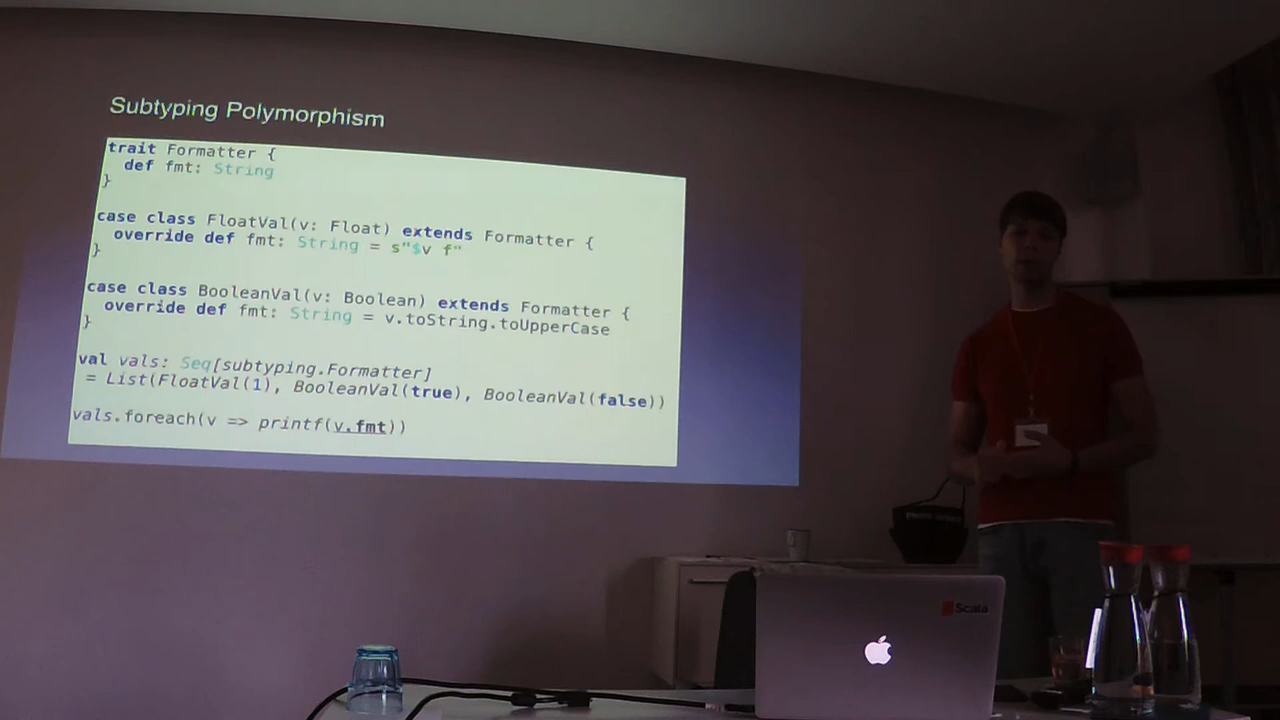 Subtyping Polymorphism
trait Formatter {
def fmt: String
}
case class FloatVal(v: Float) extends Formatter {
override def fmt: String = s"$v f"
}
case class BooleanVal(v: Boolean) extends Formatter {
override def fmt: String = v.toString.toUpperCase
}
val vals: Seq[subtyping.Formatter]
= List(FloatVal(1), BooleanVal(true), BooleanVal(false))
vals.foreach(v => printf(v.fmt))
Scala